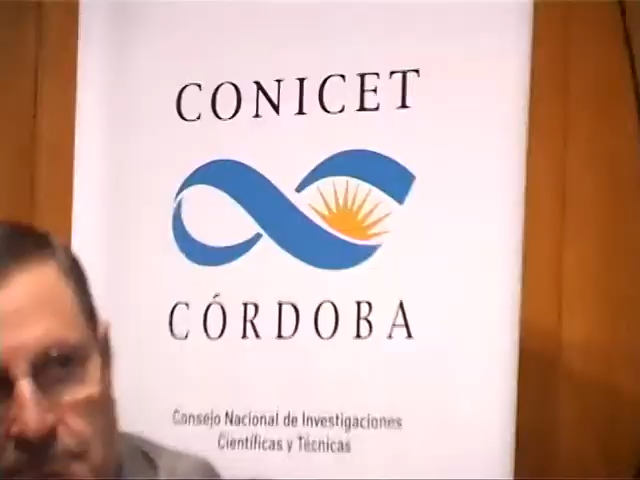 CONICET
CÓRDOBA
Consejo Nacional de Investigaciones
Científicas y Técnicas